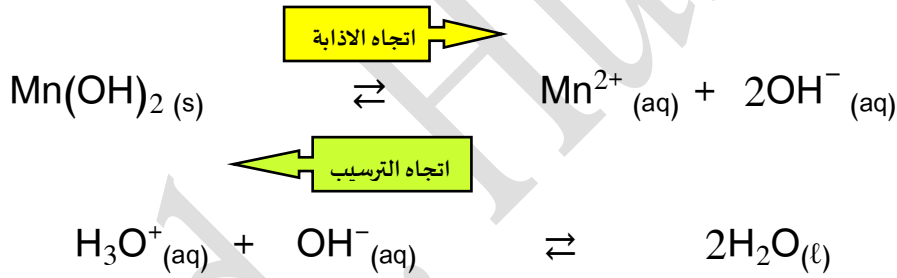 اتجاه الاذابة
Mn(OH)₂ (s) ⇄ Mn²⁺ (aq) + 2OH⁻ (aq)
اتجاه الترسيب
H₃O⁺(aq) + OH⁻(aq) ⇄ 2H₂O(ℓ)